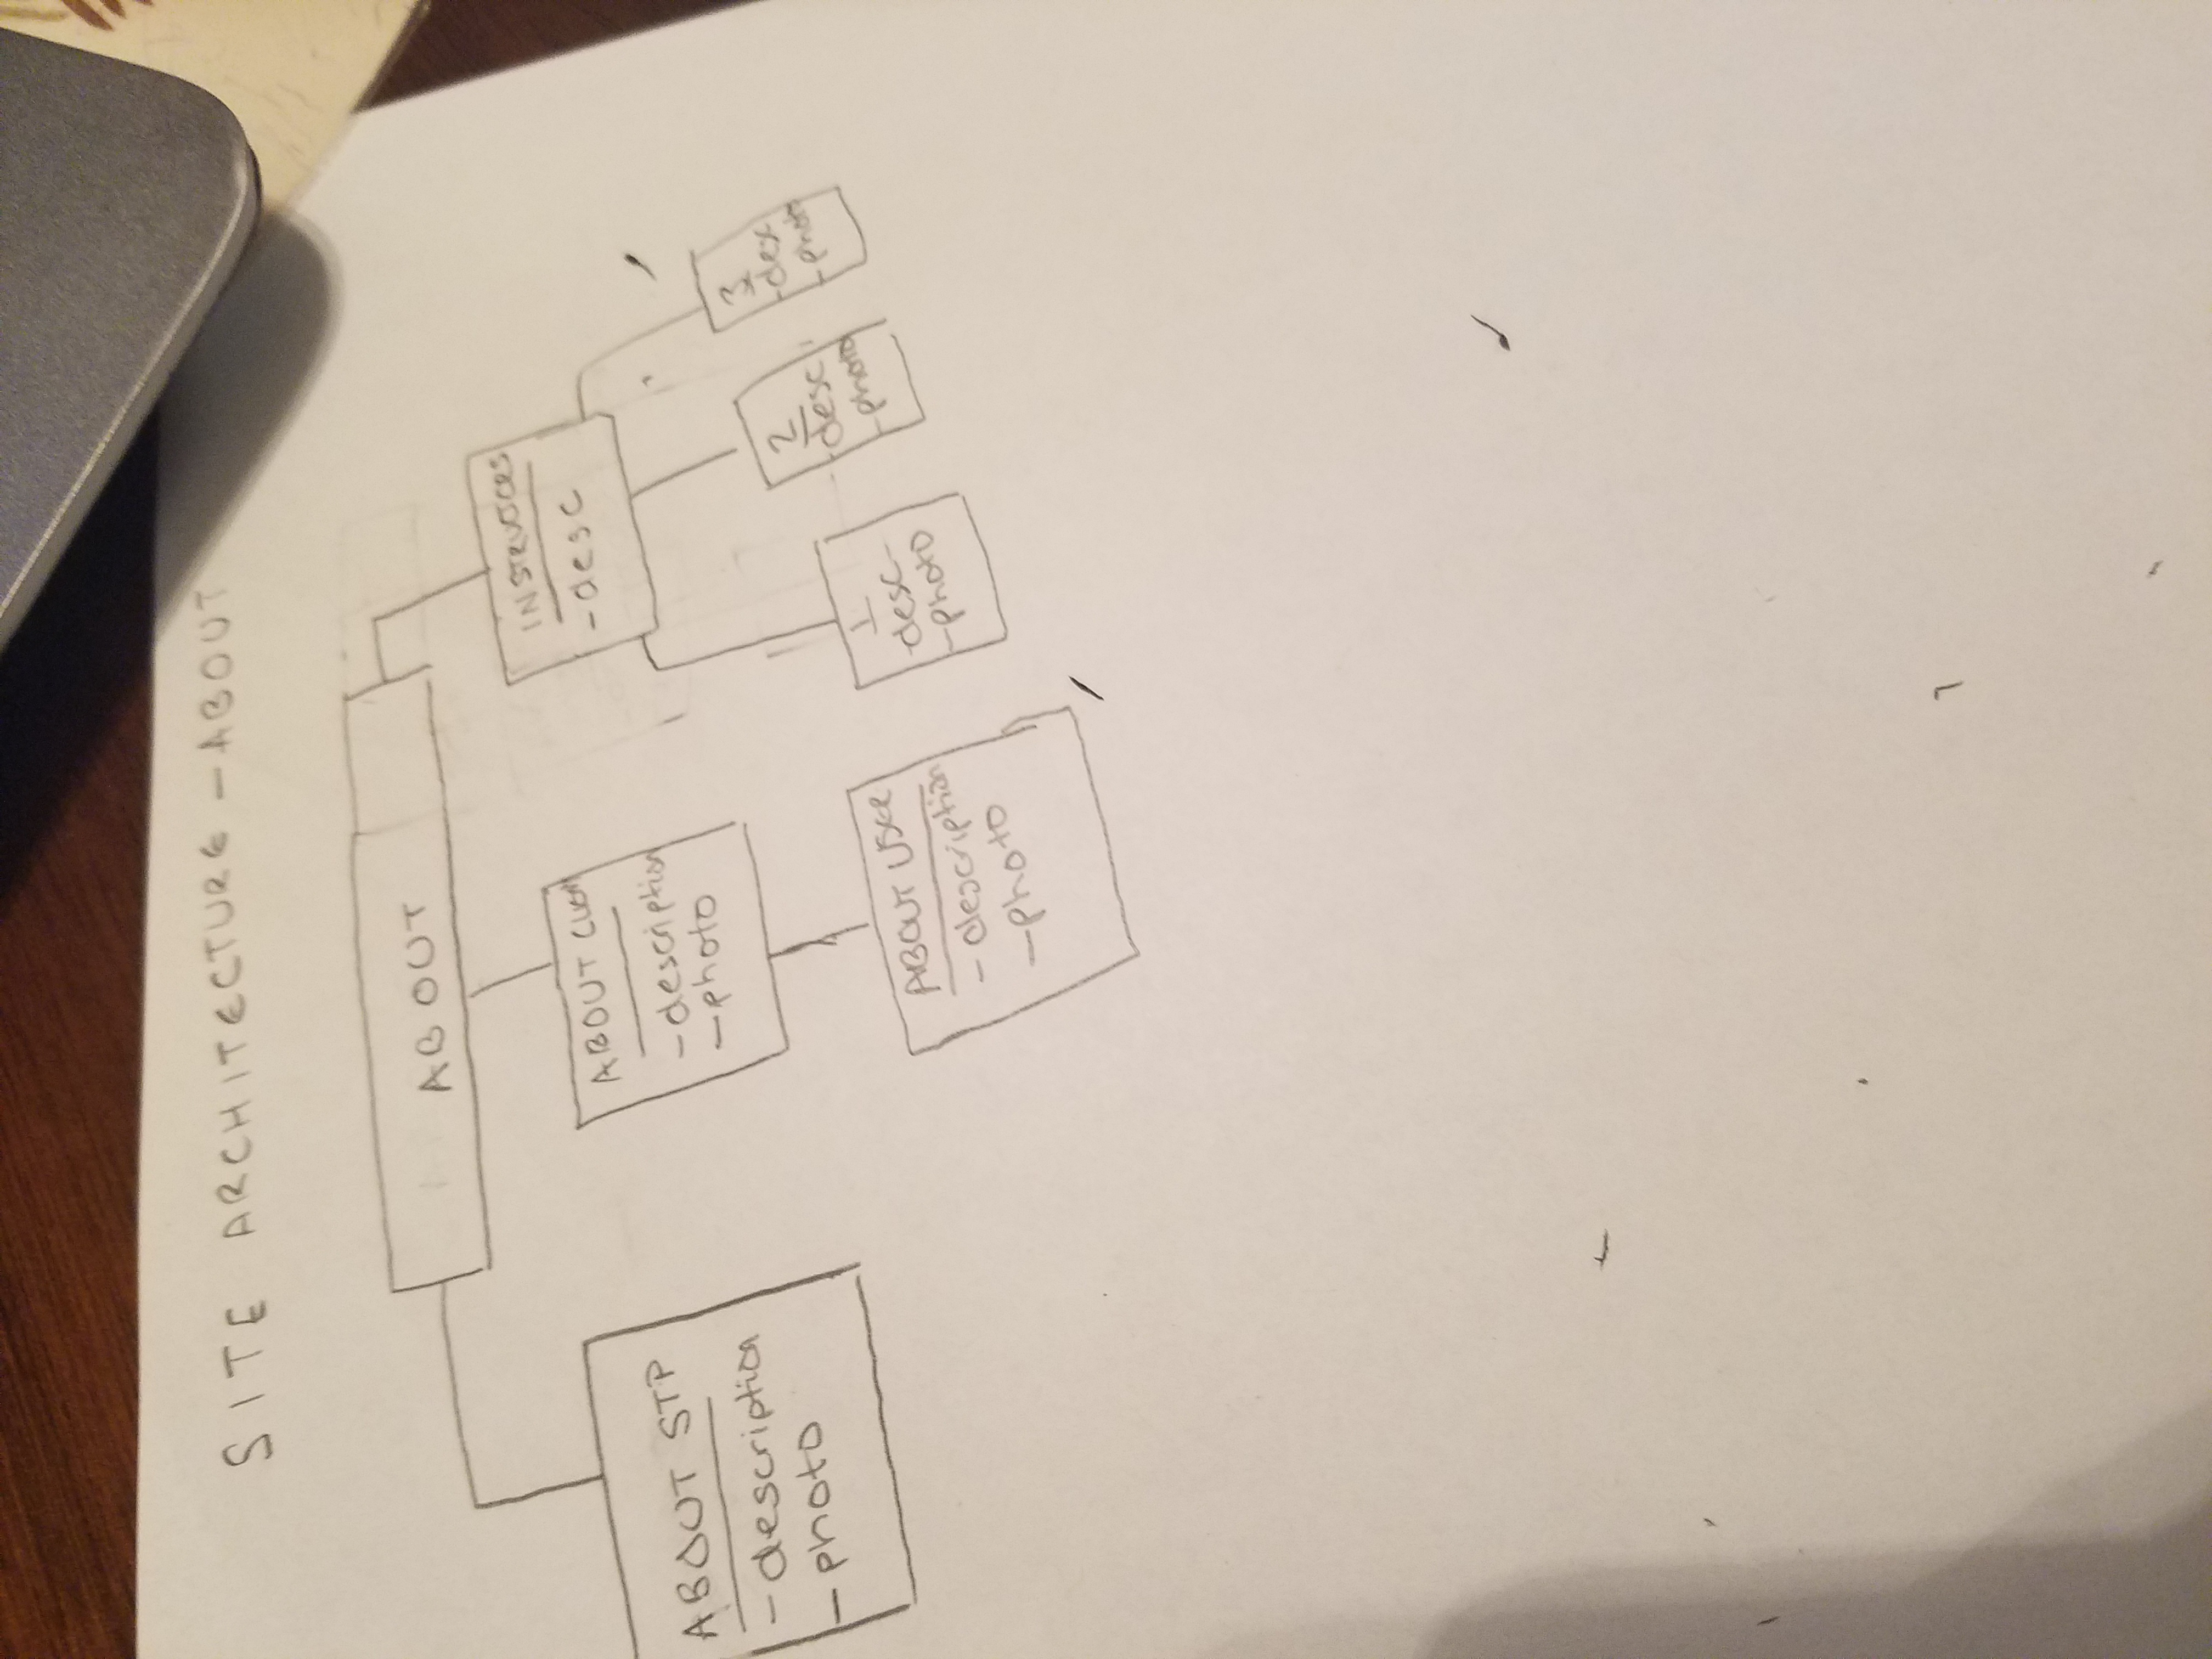 SITE ARCHITECTURE - ABOUT
ABOUT
ABOUT STP
- description
- photo
ABOUT CLIENT
- description
- photo
ABOUT USER
- description
- photo
INSTRUCTORS
- desc
1
- desc
- photo
2
- desc
- photo
3
- desc
- photo